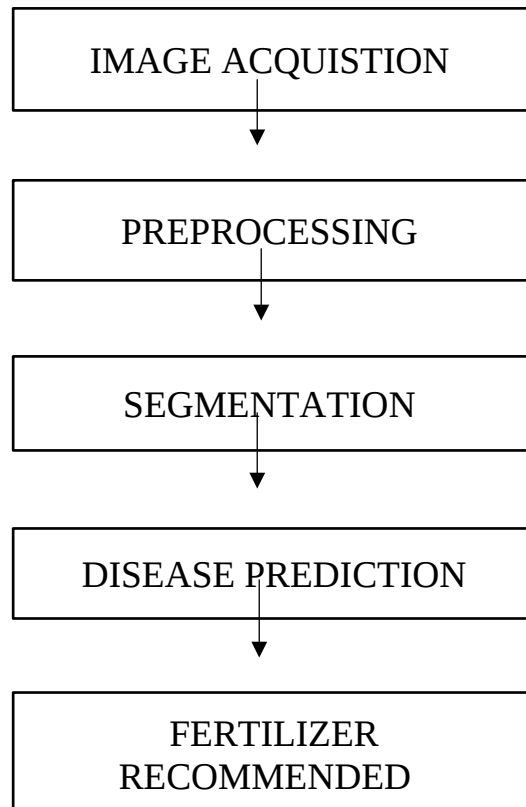 IMAGE ACQUISTION
PREPROCESSING
SEGMENTATION
DISEASE PREDICTION
FERTILIZER
RECOMMENDED